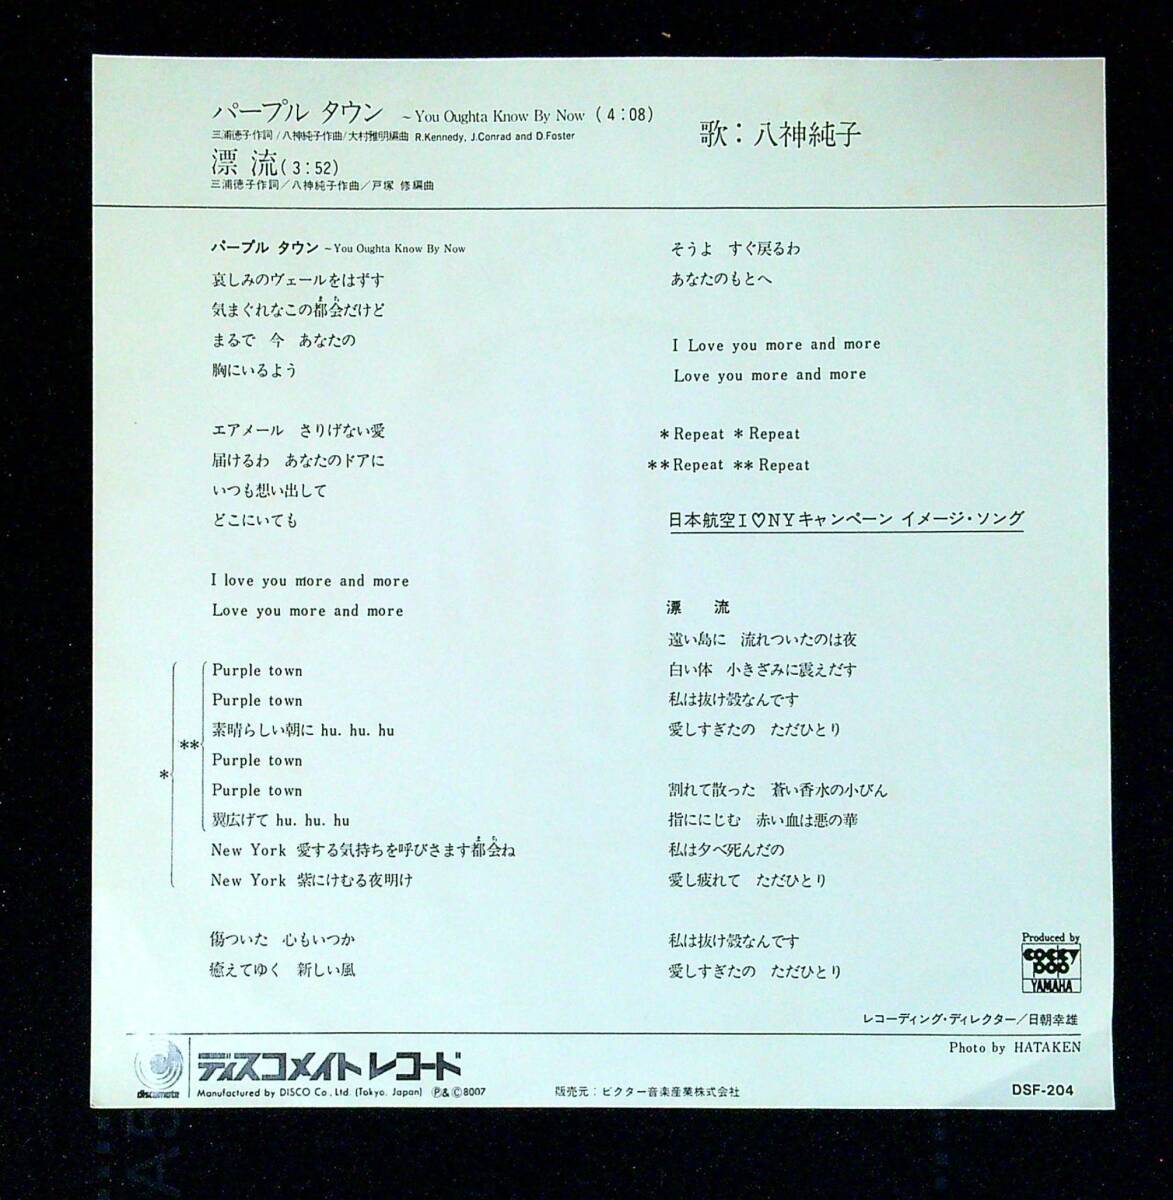 パープル タウン ～You Oughta Know By Now (4:08)
三浦徳子作詞/八神純子作曲/大村雅明編曲 R.Kennedy, J.Conrad and D.Foster
歌：八神純子
漂 流(3:52)
三浦徳子作詞／八神純子作曲／戸塚 修編曲
パープル タウン ～You Oughta Know By Now
哀しみのヴェールをはずす
気まぐれなこの都会だけど
まち
まるで 今 あなたの
胸にいるよう
エアメール さりげない愛
届けるわ あなたのドアに
いつも想い出して
どこにいても
I love you more and more
Love you more and more
Purple town
Purple town
素晴らしい朝に hu. hu. hu
**
Purple town
*
Purple town
翼広げて hu. hu. hu
New York 愛する気持ちを呼びさます都会ね
まち
New York 紫にけむる夜明け
傷ついた 心もいつか
癒えてゆく 新しい風
そうよ すぐ戻るわ
あなたのもとへ
I Love you more and more
Love you more and more
*Repeat *Repeat
**Repeat **Repeat
日本航空I♡NYキャンペーン イメージ・ソング
漂 流
遠い島に 流れついたのは夜
白い体 小きざみに震えだす
私は抜け殻なんです
愛しすぎたの ただひとり
割れて散った 蒼い香水の小びん
指ににじむ 赤い血は悪の華
私は夕べ死んだの
愛し疲れて ただひとり
私は抜け殻なんです
愛しすぎたの ただひとり
Produced by
COCKY POP
YAMAHA
レコーディング・ディレクター／日朝幸雄
Photo by HATAKEN
discomate
ディスコメイトレコード
Manufactured by DISCO Co., Ltd. (Tokyo. Japan) Ⓟ&Ⓒ8007
販売元：ビクター音楽産業株式会社
DSF-204